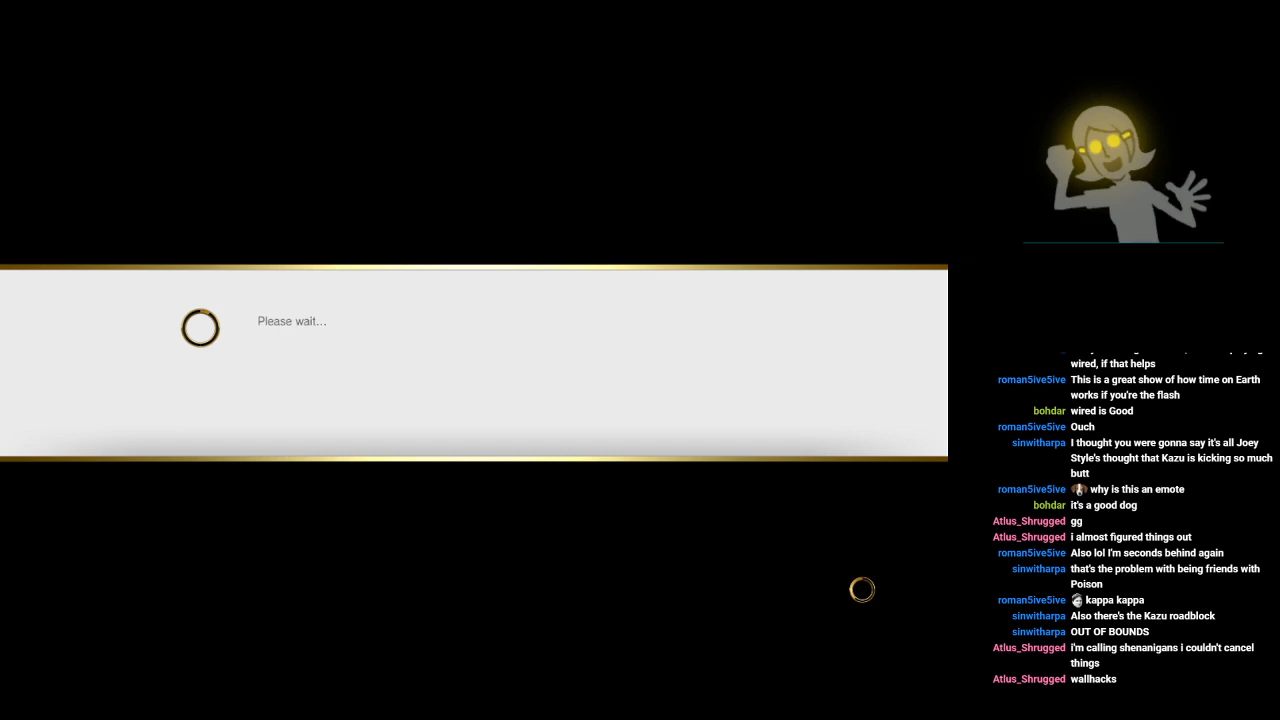 Please wait...
wired, if that helps
roman5ive5ive This is a great show of how time on Earth
works if you're the flash
bohdar wired is Good
roman5ive5ive Ouch
sinwitharpa I thought you were gonna say it's all Joey
Style's thought that Kazu is kicking so much
butt
roman5ive5ive why is this an emote
bohdar it's a good dog
Atlus_Shrugged gg
Atlus_Shrugged i almost figured things out
roman5ive5ive Also lol I'm seconds behind again
sinwitharpa that's the problem with being friends with
Poison
roman5ive5ive kappa kappa
sinwitharpa Also there's the Kazu roadblock
sinwitharpa OUT OF BOUNDS
Atlus_Shrugged i'm calling shenanigans i couldn't cancel
things
Atlus_Shrugged wallhacks